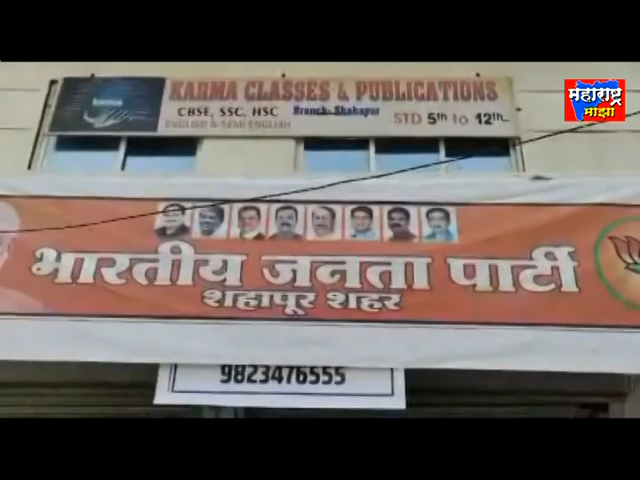 KARMA CLASSES & PUBLICATIONS
CBSE, SSC, HSC Branch- Shahapur
ENGLISH & SEMI ENGLISH STD 5th to 12th
महाराष्ट्र
माझा
भारतीय जनता पार्टी
शहापूर शहर
9823476555